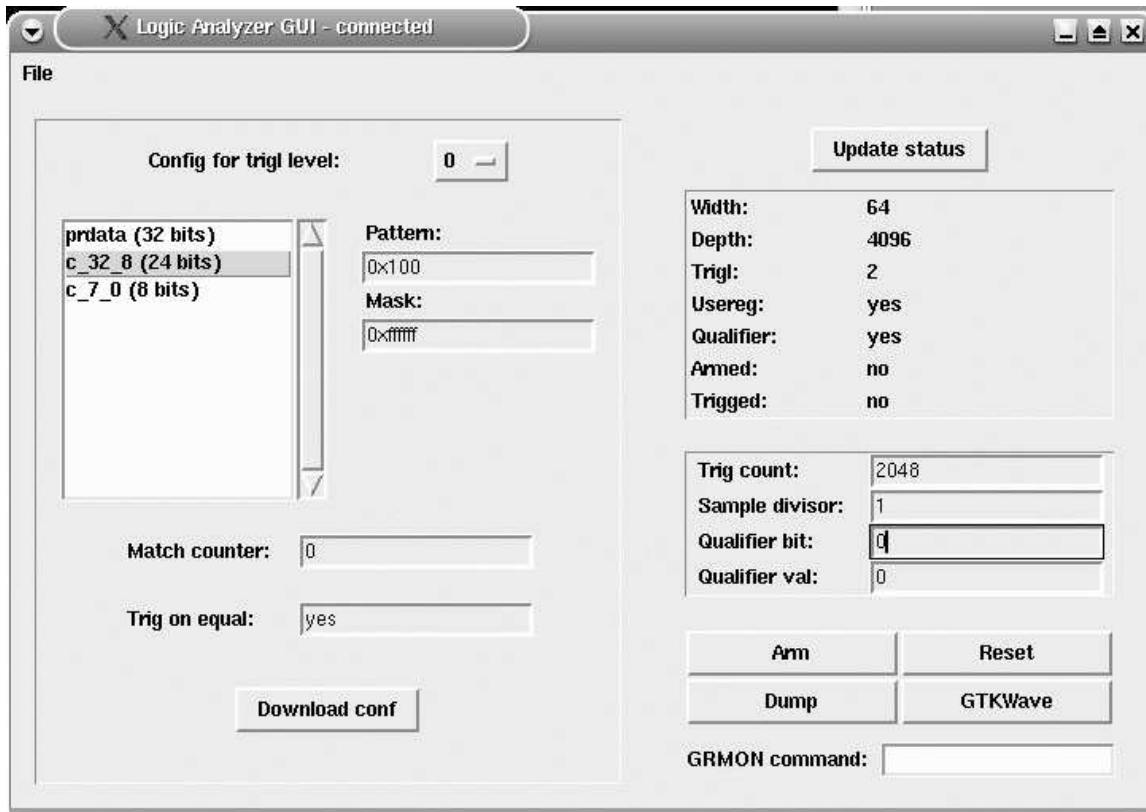 Logic Analyzer GUI - connected
File
Config for trigl level: 0
prdata (32 bits)
c_32_8 (24 bits)
c_7_0 (8 bits)
Pattern:
0x100
Mask:
0xffffff
Match counter: 0
Trig on equal: yes
Download conf
Update status
Width: 64
Depth: 4096
Trigl: 2
Usereg: yes
Qualifier: yes
Armed: no
Trigged: no
Trig count: 2048
Sample divisor: 1
Qualifier bit: 0
Qualifier val: 0
Arm Reset
Dump GTKWave
GRMON command: